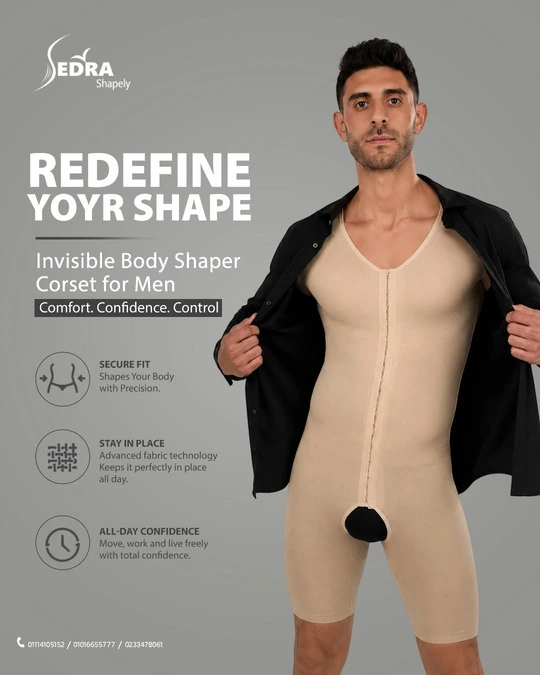 SEDRA
Shapely
REDEFINE
YOYR SHAPE
Invisible Body Shaper
Corset for Men
Comfort. Confidence. Control
SECURE FIT
Shapes Your Body
with Precision.
STAY IN PLACE
Advanced fabric technology
Keeps it perfectly in place
all day.
ALL-DAY CONFIDENCE
Move, work and live freely
with total confidence.
01114105152 / 01016655777 / 0233478061